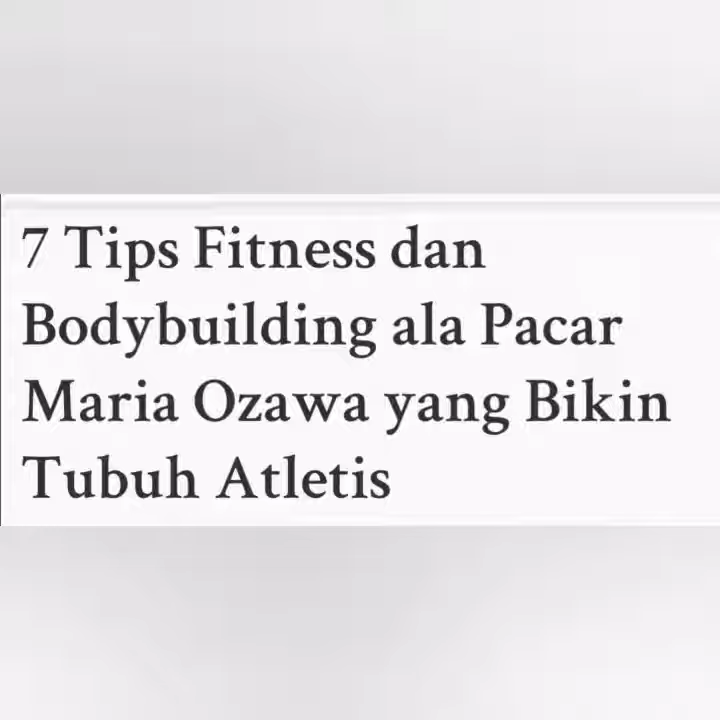 7 Tips Fitness dan
Bodybuilding ala Pacar
Maria Ozawa yang Bikin
Tubuh Atletis